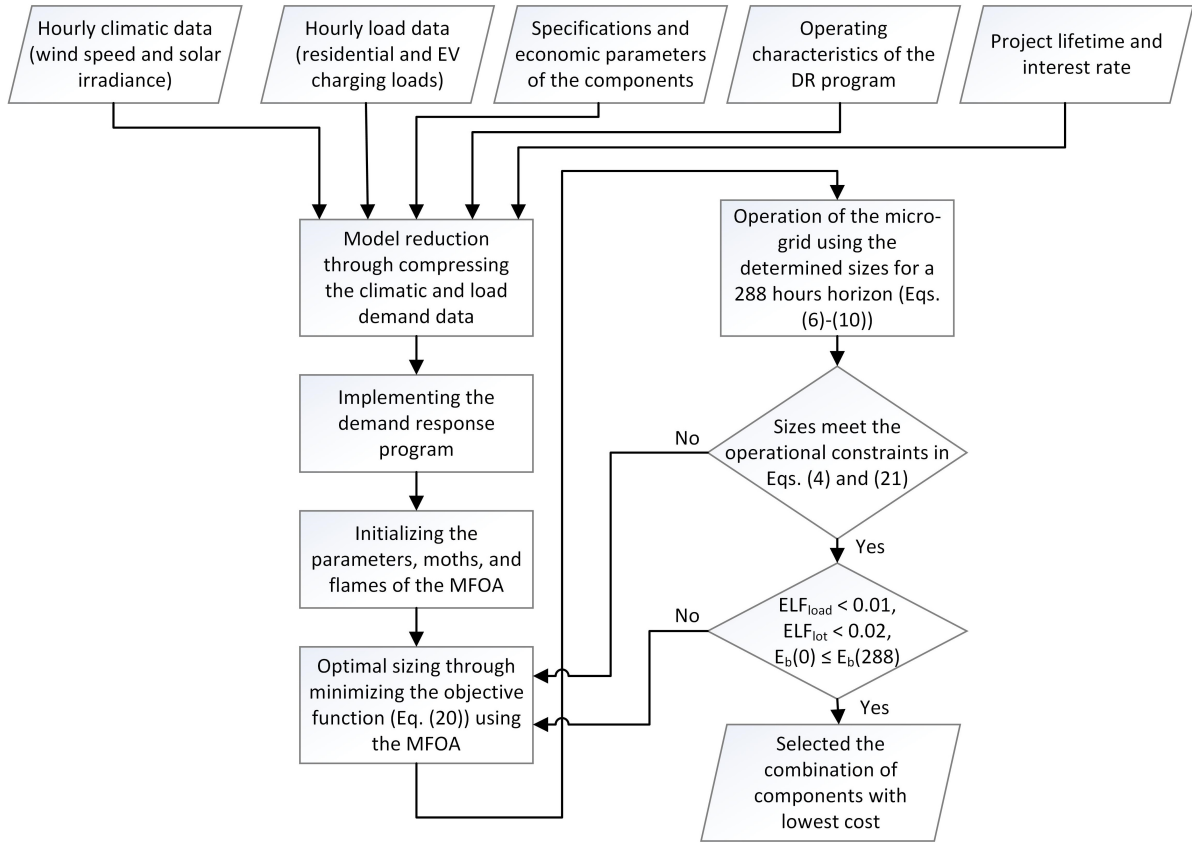 Hourly climatic data
(wind speed and solar
irradiance)
Hourly load data
(residential and EV
charging loads)
Specifications and
economic parameters
of the components
Operating
characteristics of the
DR program
Project lifetime and
interest rate
Model reduction
through compressing
the climatic and load
demand data
Implementing the
demand response
program
Initializing the
parameters, moths, and
flames of the MFOA
Optimal sizing through
minimizing the objective
function (Eq. (20)) using
the MFOA
Operation of the micro-
grid using the
determined sizes for a
288 hours horizon (Eqs.
(6)-(10))
Sizes meet the
operational constraints in
Eqs. (4) and (21)
No
Yes
ELF_load < 0.01,
ELF_lot < 0.02,
E_b(0) ≤ E_b(288)
No
Yes
Selected the
combination of
components with
lowest cost